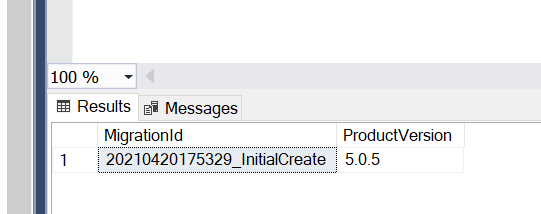 100 %
Results Messages
MigrationId ProductVersion
1 20210420175329_InitialCreate 5.0.5